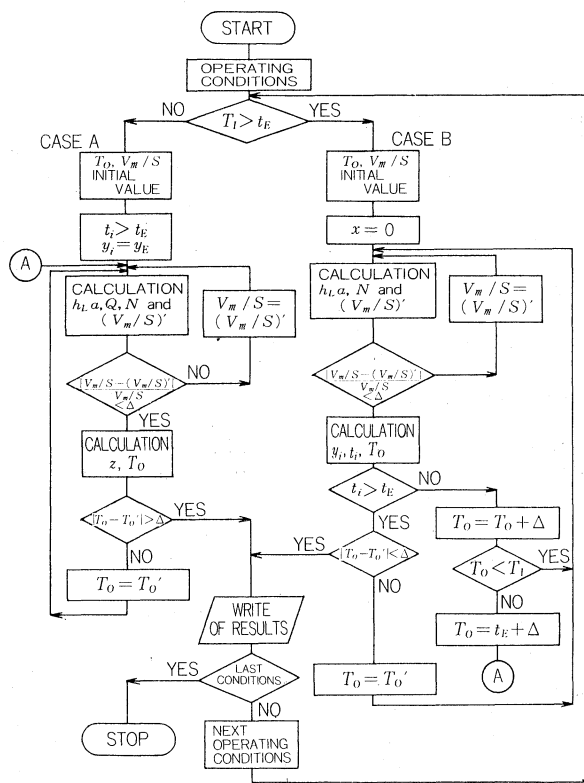 START
OPERATING
CONDITIONS
NO
T_I > t_E
YES
CASE A
T_O, V_m/S
INITIAL
VALUE
t_i > t_E
y_i = y_E
A
CALCULATION
h_L a, Q, N and
(V_m/S)′
V_m/S =
(V_m/S)′
|V_m/S − (V_m/S)′|
V_m/S
< Δ
NO
YES
CALCULATION
z, T_O
|T_O − T_O′| > Δ
YES
NO
T_O = T_O′
CASE B
T_O, V_m/S
INITIAL
VALUE
x = 0
CALCULATION
h_L a, N and
(V_m/S)′
V_m/S =
(V_m/S)′
|V_m/S − (V_m/S)′|
V_m/S
< Δ
CALCULATION
y_i, t_i, T_O
t_i > t_E
NO
YES
|T_O − T_O′| < Δ
YES
NO
T_O = T_O′
T_O = T_O + Δ
T_O < T_I
YES
NO
T_O = t_E + Δ
A
WRITE
OF RESULTS
LAST
CONDITIONS
YES
NO
STOP
NEXT
OPERATING
CONDITIONS